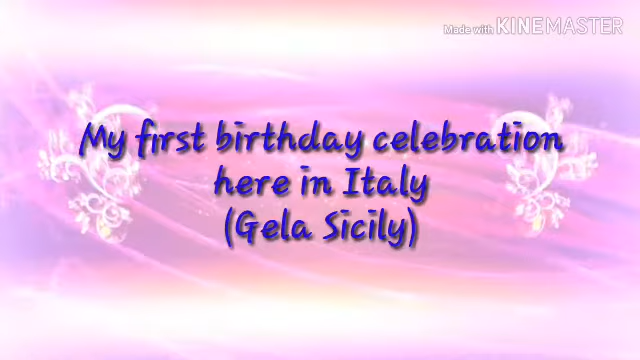 Made with KINEMASTER
My first birthday celebration
here in Italy
(Gela Sicily)